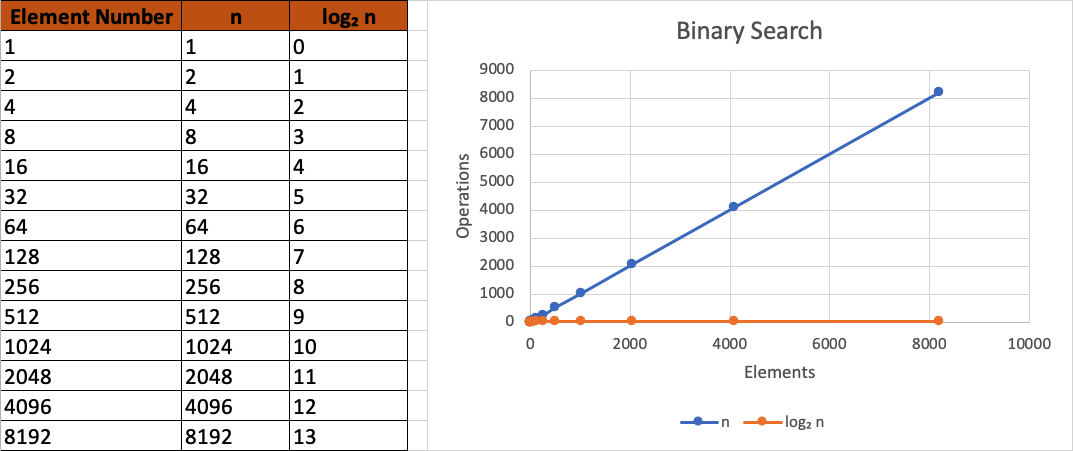 Element Number n log₂ n
1 1 0
2 2 1
4 4 2
8 8 3
16 16 4
32 32 5
64 64 6
128 128 7
256 256 8
512 512 9
1024 1024 10
2048 2048 11
4096 4096 12
8192 8192 13
Binary Search
9000
8000
7000
6000
5000
4000
3000
2000
1000
0
Operations
0 2000 4000 6000 8000 10000
Elements
n log₂ n